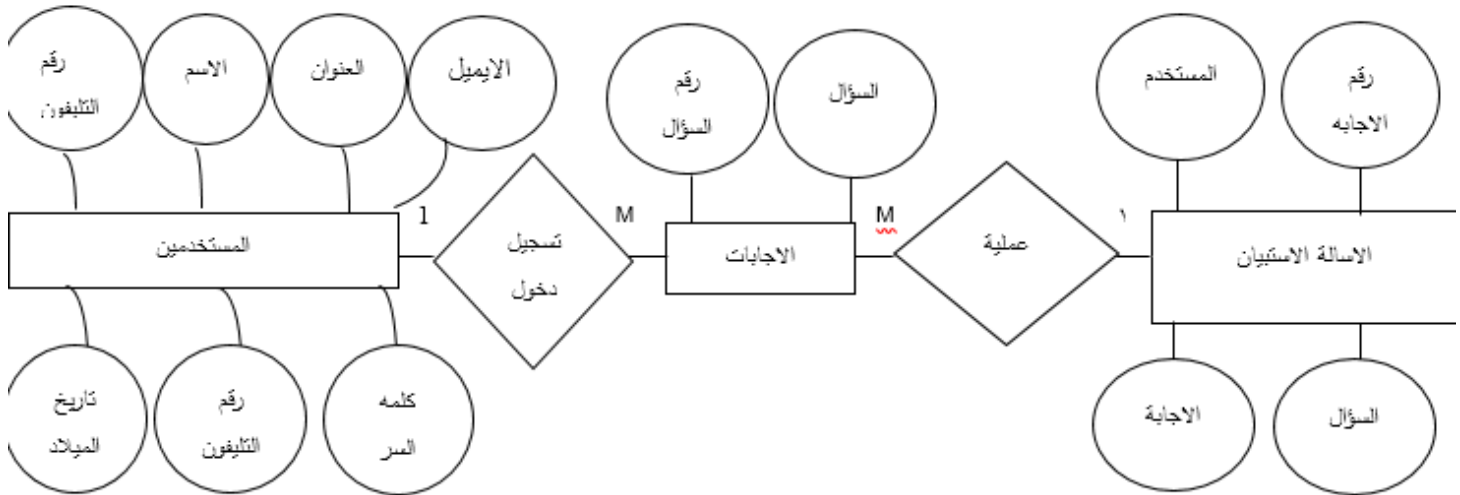 رقم
التليفون
الاسم
العنوان
الايميل
رقم
السؤال
السؤال
المستخدم
رقم
الاجابه
المستخدمين
1
تسجيل
دخول
M
الاجابات
M
عملية
١
الاسالة الاستبيان
تاريخ
الميلاد
رقم
التليفون
كلمه
السر
الاجابة
السؤال